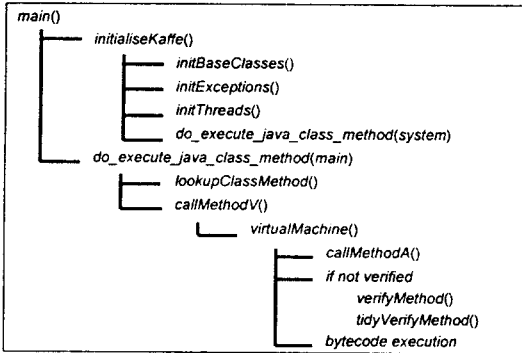 main()
initialiseKaffe()
initBaseClasses()
initExceptions()
initThreads()
do_execute_java_class_method(system)
do_execute_java_class_method(main)
lookupClassMethod()
callMethodV()
virtualMachine()
callMethodA()
if not verified
verifyMethod()
tidyVerifyMethod()
bytecode execution